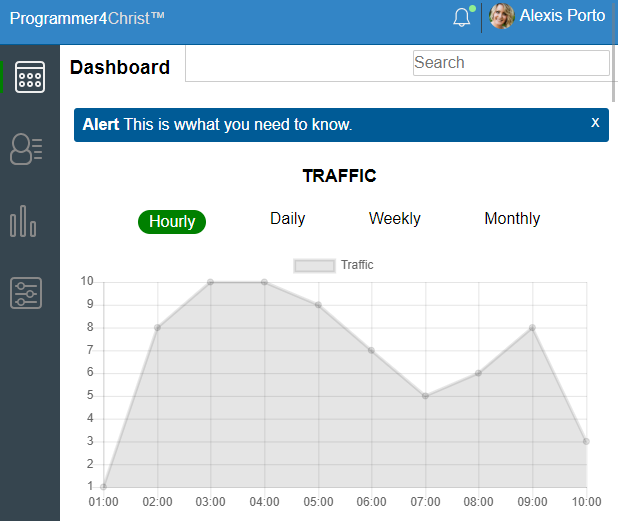 Programmer4Christ™
Alexis Porto
Dashboard
Search
Alert This is wwhat you need to know.
x
TRAFFIC
Hourly Daily Weekly Monthly
Traffic
10
9
8
7
6
5
4
3
2
1
01:00 02:00 03:00 04:00 05:00 06:00 07:00 08:00 09:00 10:00